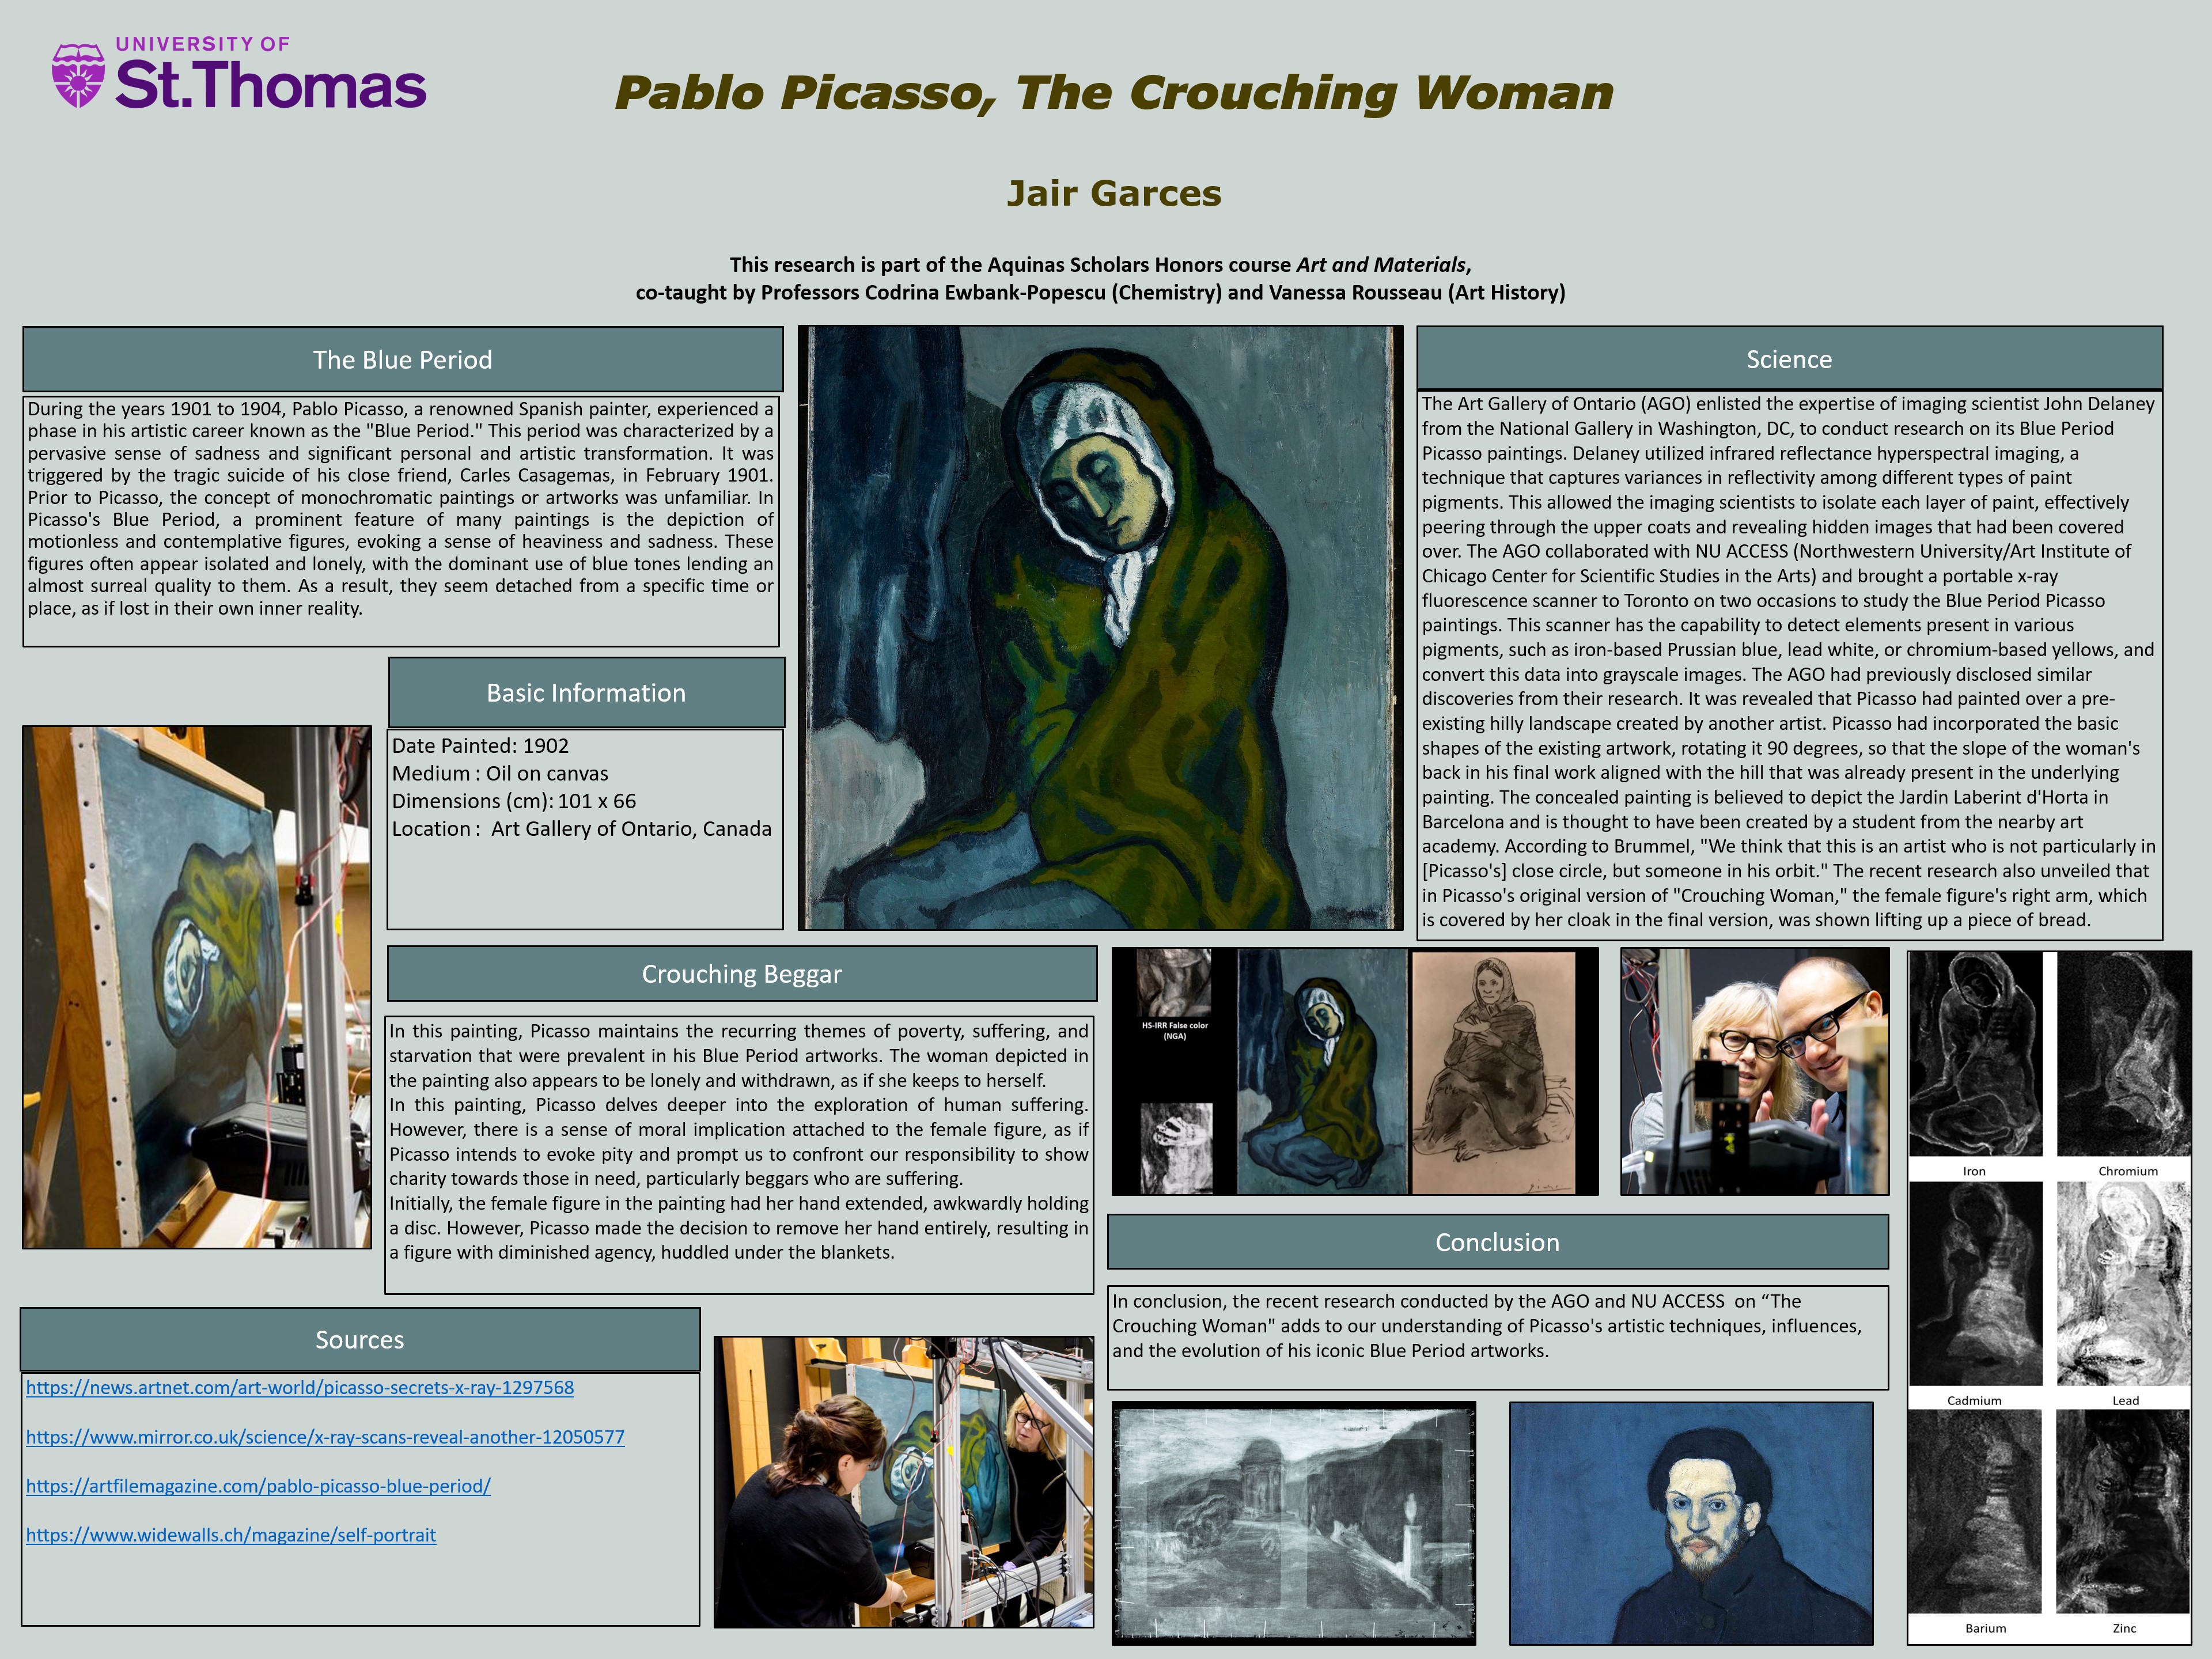 UNIVERSITY OF
St.Thomas
Pablo Picasso, The Crouching Woman
Jair Garces
This research is part of the Aquinas Scholars Honors course Art and Materials,
co-taught by Professors Codrina Ewbank-Popescu (Chemistry) and Vanessa Rousseau (Art History)
The Blue Period
During the years 1901 to 1904, Pablo Picasso, a renowned Spanish painter, experienced a
phase in his artistic career known as the "Blue Period." This period was characterized by a
pervasive sense of sadness and significant personal and artistic transformation. It was
triggered by the tragic suicide of his close friend, Carles Casagemas, in February 1901.
Prior to Picasso, the concept of monochromatic paintings or artworks was unfamiliar. In
Picasso's Blue Period, a prominent feature of many paintings is the depiction of
motionless and contemplative figures, evoking a sense of heaviness and sadness. These
figures often appear isolated and lonely, with the dominant use of blue tones lending an
almost surreal quality to them. As a result, they seem detached from a specific time or
place, as if lost in their own inner reality.
Basic Information
Date Painted: 1902
Medium : Oil on canvas
Dimensions (cm): 101 x 66
Location :  Art Gallery of Ontario, Canada
Science
The Art Gallery of Ontario (AGO) enlisted the expertise of imaging scientist John Delaney
from the National Gallery in Washington, DC, to conduct research on its Blue Period
Picasso paintings. Delaney utilized infrared reflectance hyperspectral imaging, a
technique that captures variances in reflectivity among different types of paint
pigments. This allowed the imaging scientists to isolate each layer of paint, effectively
peering through the upper coats and revealing hidden images that had been covered
over. The AGO collaborated with NU ACCESS (Northwestern University/Art Institute of
Chicago Center for Scientific Studies in the Arts) and brought a portable x-ray
fluorescence scanner to Toronto on two occasions to study the Blue Period Picasso
paintings. This scanner has the capability to detect elements present in various
pigments, such as iron-based Prussian blue, lead white, or chromium-based yellows, and
convert this data into grayscale images. The AGO had previously disclosed similar
discoveries from their research. It was revealed that Picasso had painted over a pre-
existing hilly landscape created by another artist. Picasso had incorporated the basic
shapes of the existing artwork, rotating it 90 degrees, so that the slope of the woman's
back in his final work aligned with the hill that was already present in the underlying
painting. The concealed painting is believed to depict the Jardin Laberint d'Horta in
Barcelona and is thought to have been created by a student from the nearby art
academy. According to Brummel, "We think that this is an artist who is not particularly in
[Picasso's] close circle, but someone in his orbit." The recent research also unveiled that
in Picasso's original version of "Crouching Woman," the female figure's right arm, which
is covered by her cloak in the final version, was shown lifting up a piece of bread.
Crouching Beggar
In this painting, Picasso maintains the recurring themes of poverty, suffering, and
starvation that were prevalent in his Blue Period artworks. The woman depicted in
the painting also appears to be lonely and withdrawn, as if she keeps to herself.
In this painting, Picasso delves deeper into the exploration of human suffering.
However, there is a sense of moral implication attached to the female figure, as if
Picasso intends to evoke pity and prompt us to confront our responsibility to show
charity towards those in need, particularly beggars who are suffering.
Initially, the female figure in the painting had her hand extended, awkwardly holding
a disc. However, Picasso made the decision to remove her hand entirely, resulting in
a figure with diminished agency, huddled under the blankets.
HS-IRR False color
(NGA)
Iron
Chromium
Cadmium
Lead
Barium
Zinc
Conclusion
In conclusion, the recent research conducted by the AGO and NU ACCESS  on “The
Crouching Woman" adds to our understanding of Picasso's artistic techniques, influences,
and the evolution of his iconic Blue Period artworks.
Sources
https://news.artnet.com/art-world/picasso-secrets-x-ray-1297568
https://www.mirror.co.uk/science/x-ray-scans-reveal-another-12050577
https://artfilemagazine.com/pablo-picasso-blue-period/
https://www.widewalls.ch/magazine/self-portrait